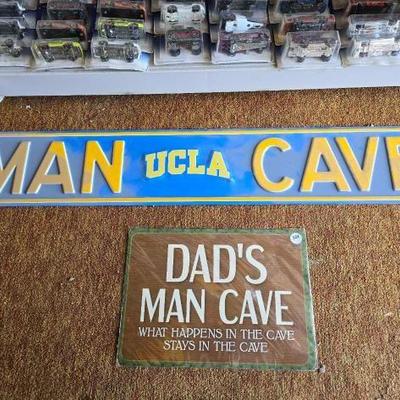 MAN UCLA CAVE
DAD'S
MAN CAVE
WHAT HAPPENS IN THE CAVE
STAYS IN THE CAVE